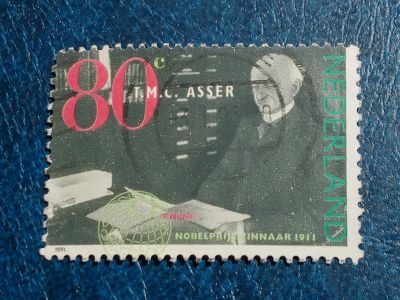 80c
T.M.C. ASSER
NEDERLAND
NOBELPRIJSWINNAAR 1911
1991